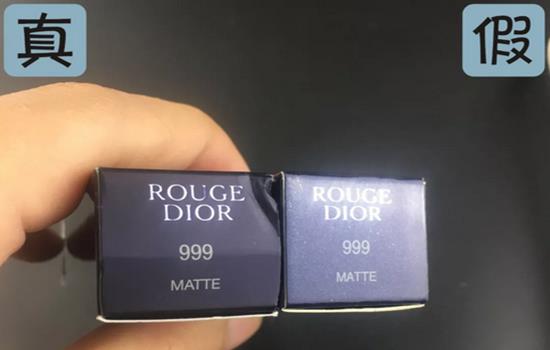 真
假
ROUGE
DIOR
999
MATTE
ROUGE
DIOR
999
MATTE